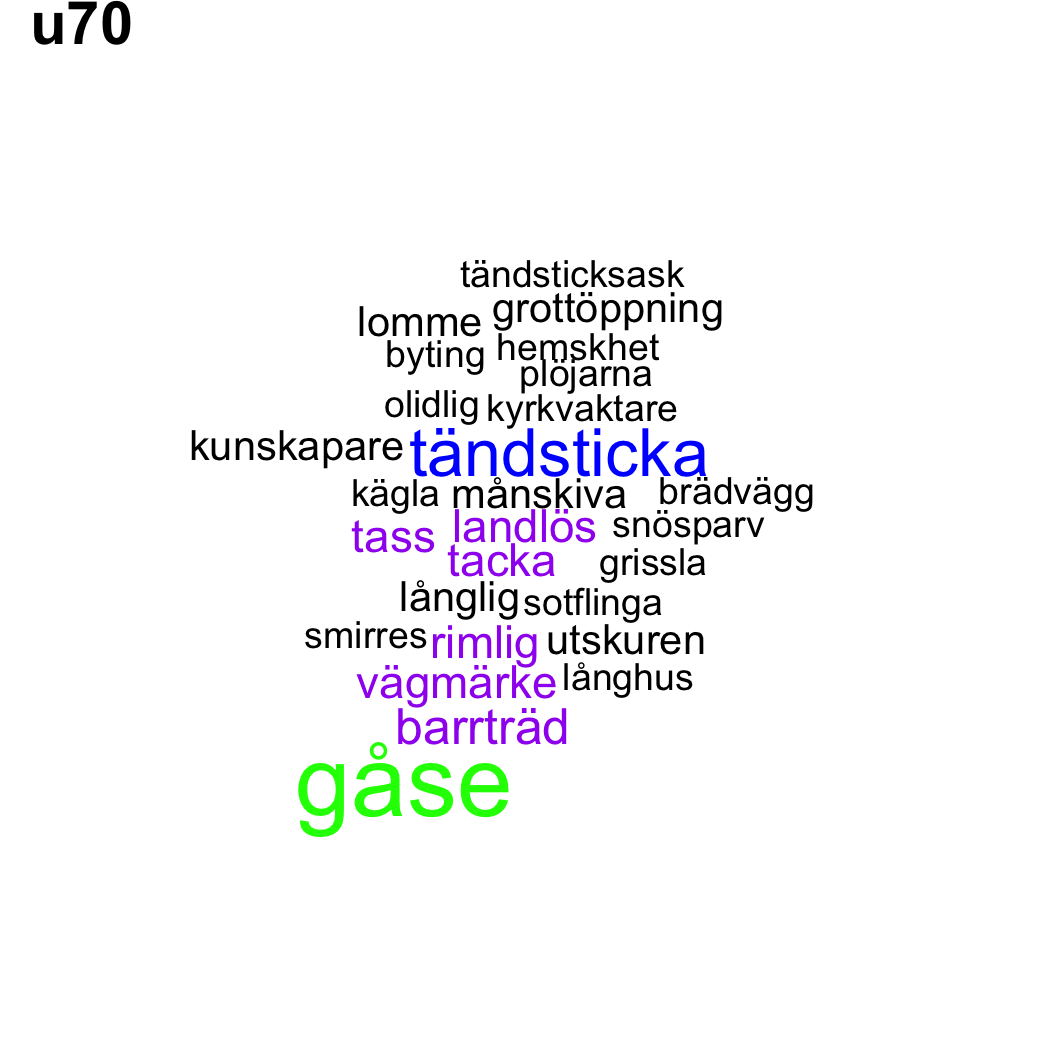 u70
tändsticksask
lomme grottöppning
byting hemskhet
plöjarna
olidlig kyrkvaktare
kunskapare tändsticka
kägla månskiva brädvägg
tass landlös snösparv
tacka grissla
långlig sotflinga
smirres rimlig utskuren
vägmärke långhus
barrträd
gåse